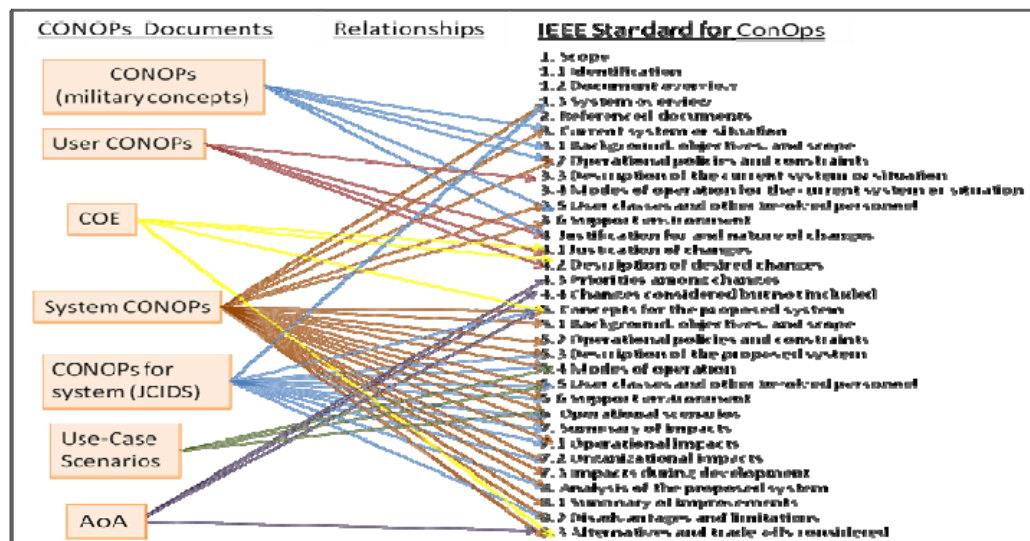 CONOPs Documents
Relationships
IEEE Standard for ConOps
CONOPs
(military concepts)
User CONOPs
COE
System CONOPs
CONOPs for
system (JCIDS)
Use-Case
Scenarios
AoA
1. Scope
1.1 Identification
1.2 Document overview
1.3 System overview
2. Referenced documents
3. Current system or situation
3.1 Background, objectives, and scope
3.2 Operational policies and constraints
3.3 Description of the current system or situation
3.4 Modes of operation for the current system or situation
3.5 User classes and other involved personnel
3.6 Support environment
4. Justification for and nature of changes
4.1 Justication of changes
4.2 Description of desired changes
4.3 Priorities among changes
4.4 Changes considered but not included
5. Concepts for the proposed system
5.1 Background, objectives, and scope
5.2 Operational policies and constraints
5.3 Description of the proposed system
5.4 Modes of operation
5.5 User classes and other involved personnel
5.6 Support environment
6. Operational scenarios
7. Summary of impacts
7.1 Operational impacts
7.2 Organizational impacts
7.3 Impacts during development
8. Analysis of the proposed system
8.1 Summary of improvements
8.2 Disadvantages and limitations
8.3 Alternatives and trade-offs considered